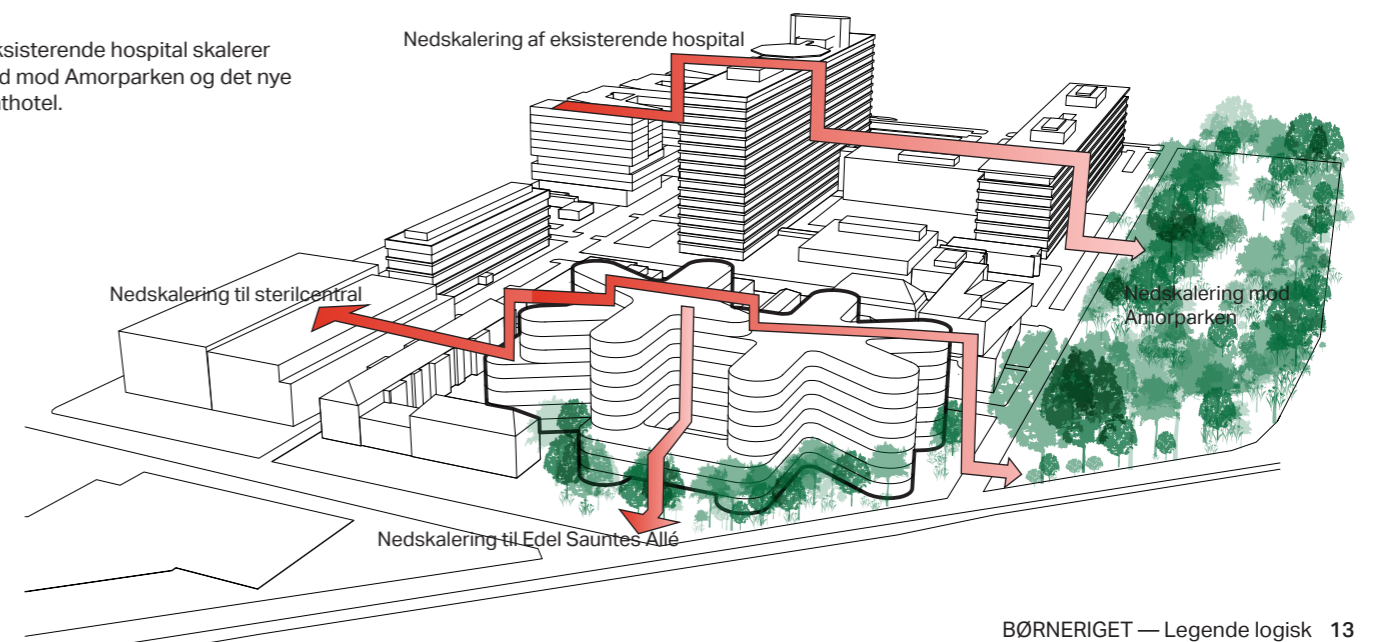 ksisterende hospital skalerer
d mod Amorparken og det nye
thotel.
Nedskalering af eksisterende hospital
Nedskalering til sterilcentral
Nedskalering mod
Amorparken
Nedskalering til Edel Sauntes Allé
BØRNERIGET — Legende logisk 13